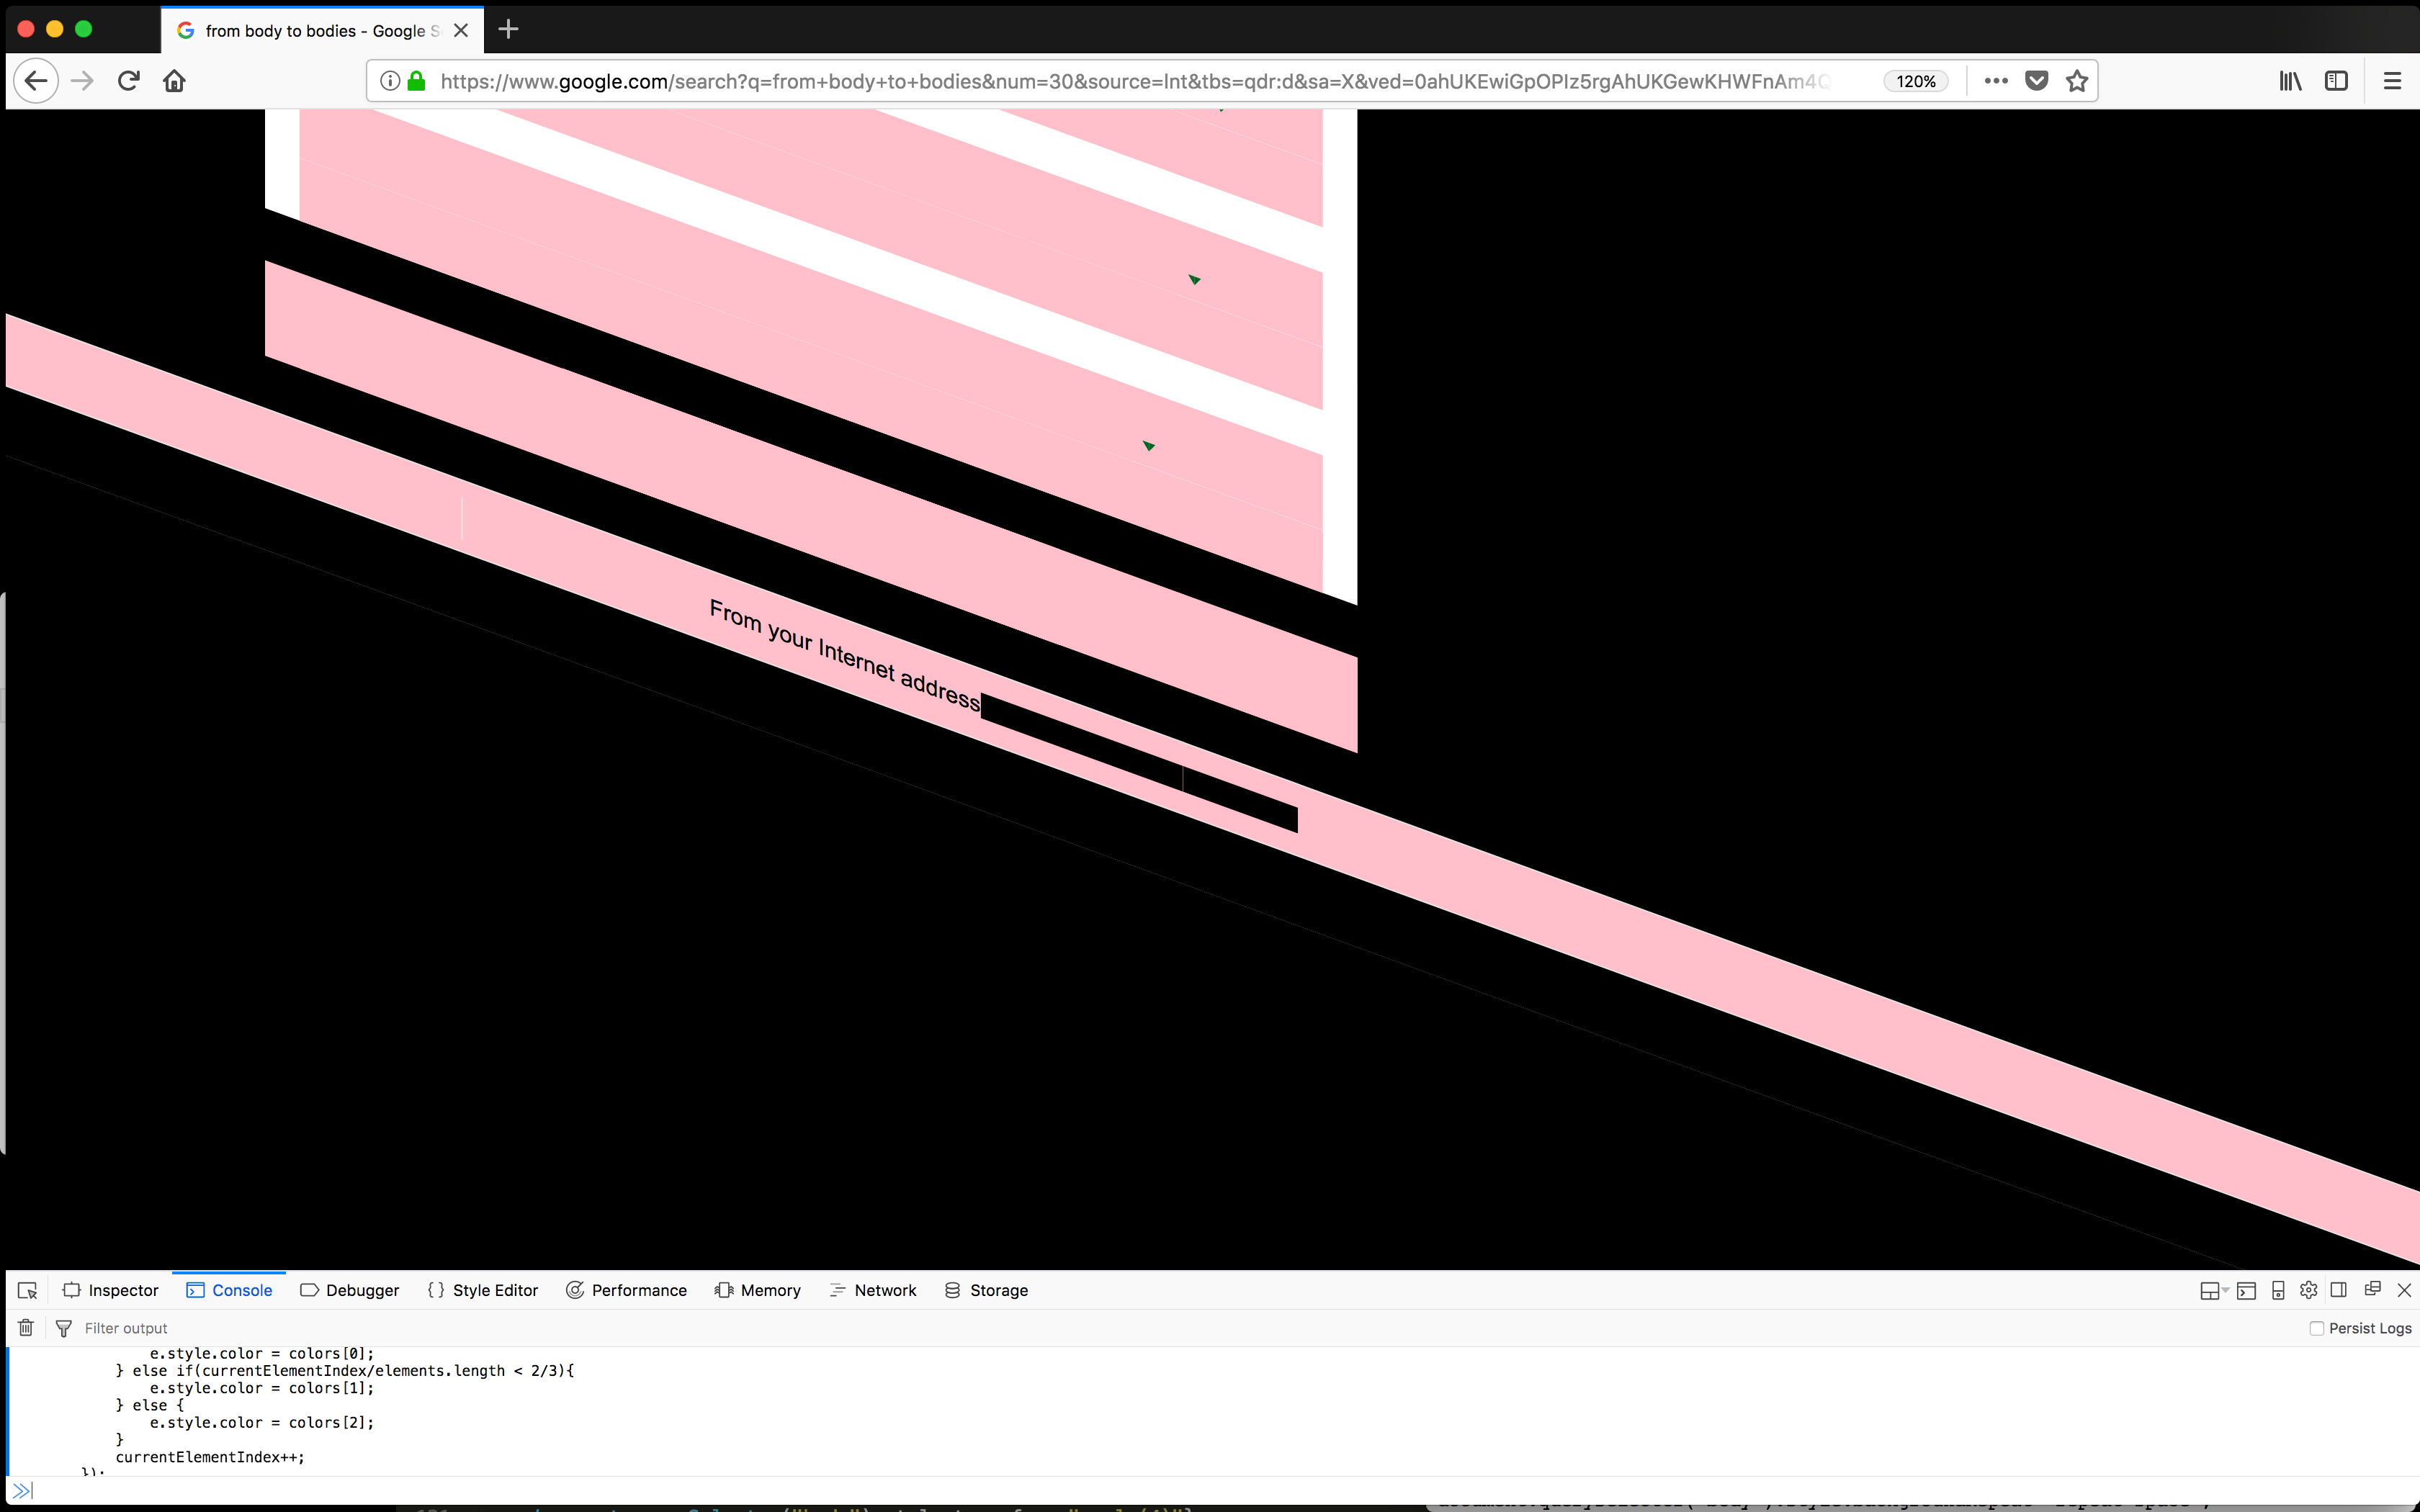 from body to bodies - Google S
https://www.google.com/search?q=from+body+to+bodies&num=30&source=lnt&tbs=qdr:d&sa=X&ved=0ahUKEwiGpOPIz5rgAhUKGewKHWFnAm4Q
120%
From your Internet address
Inspector Console Debugger Style Editor Performance Memory Network Storage
Filter output Persist Logs
e.style.color = colors[0];
} else if(currentElementIndex/elements.length < 2/3){
e.style.color = colors[1];
} else {
e.style.color = colors[2];
}
currentElementIndex++;
});